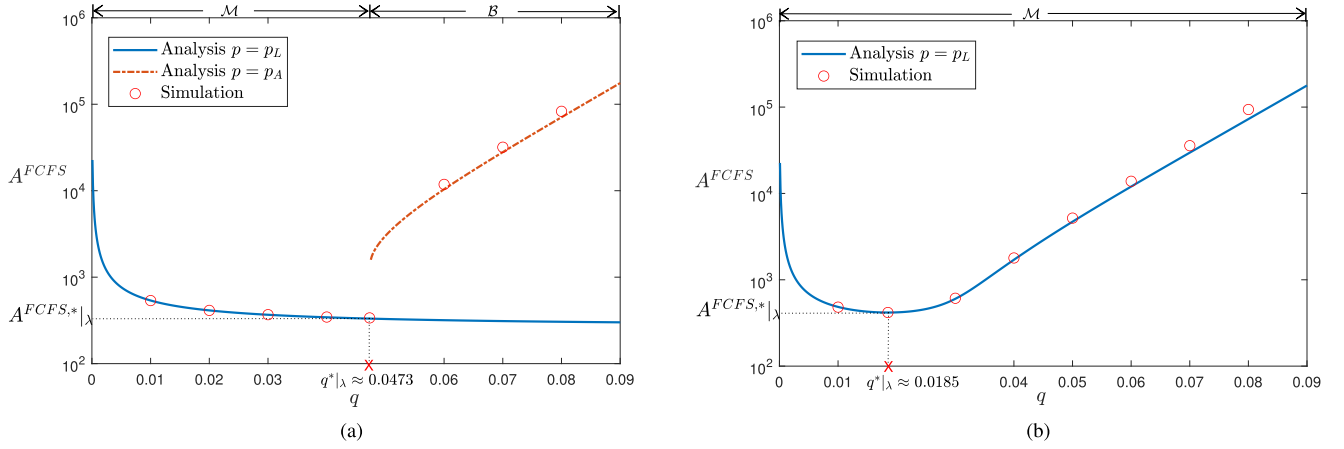 ℳ ℬ
10^6
Analysis p = p_L
Analysis p = p_A
Simulation
10^5
A^{FCFS}
10^4
10^3
A^{FCFS,*}|_λ
10^2
0 0.01 0.02 0.03 0.06 0.07 0.08 0.09
q^*|_λ ≈ 0.0473
q
(a)
ℳ
10^6
Analysis p = p_L
Simulation
10^5
A^{FCFS}
10^4
10^3
A^{FCFS,*}|_λ
10^2
0 0.01 0.04 0.05 0.06 0.07 0.08 0.09
q^*|_λ ≈ 0.0185
q
(b)